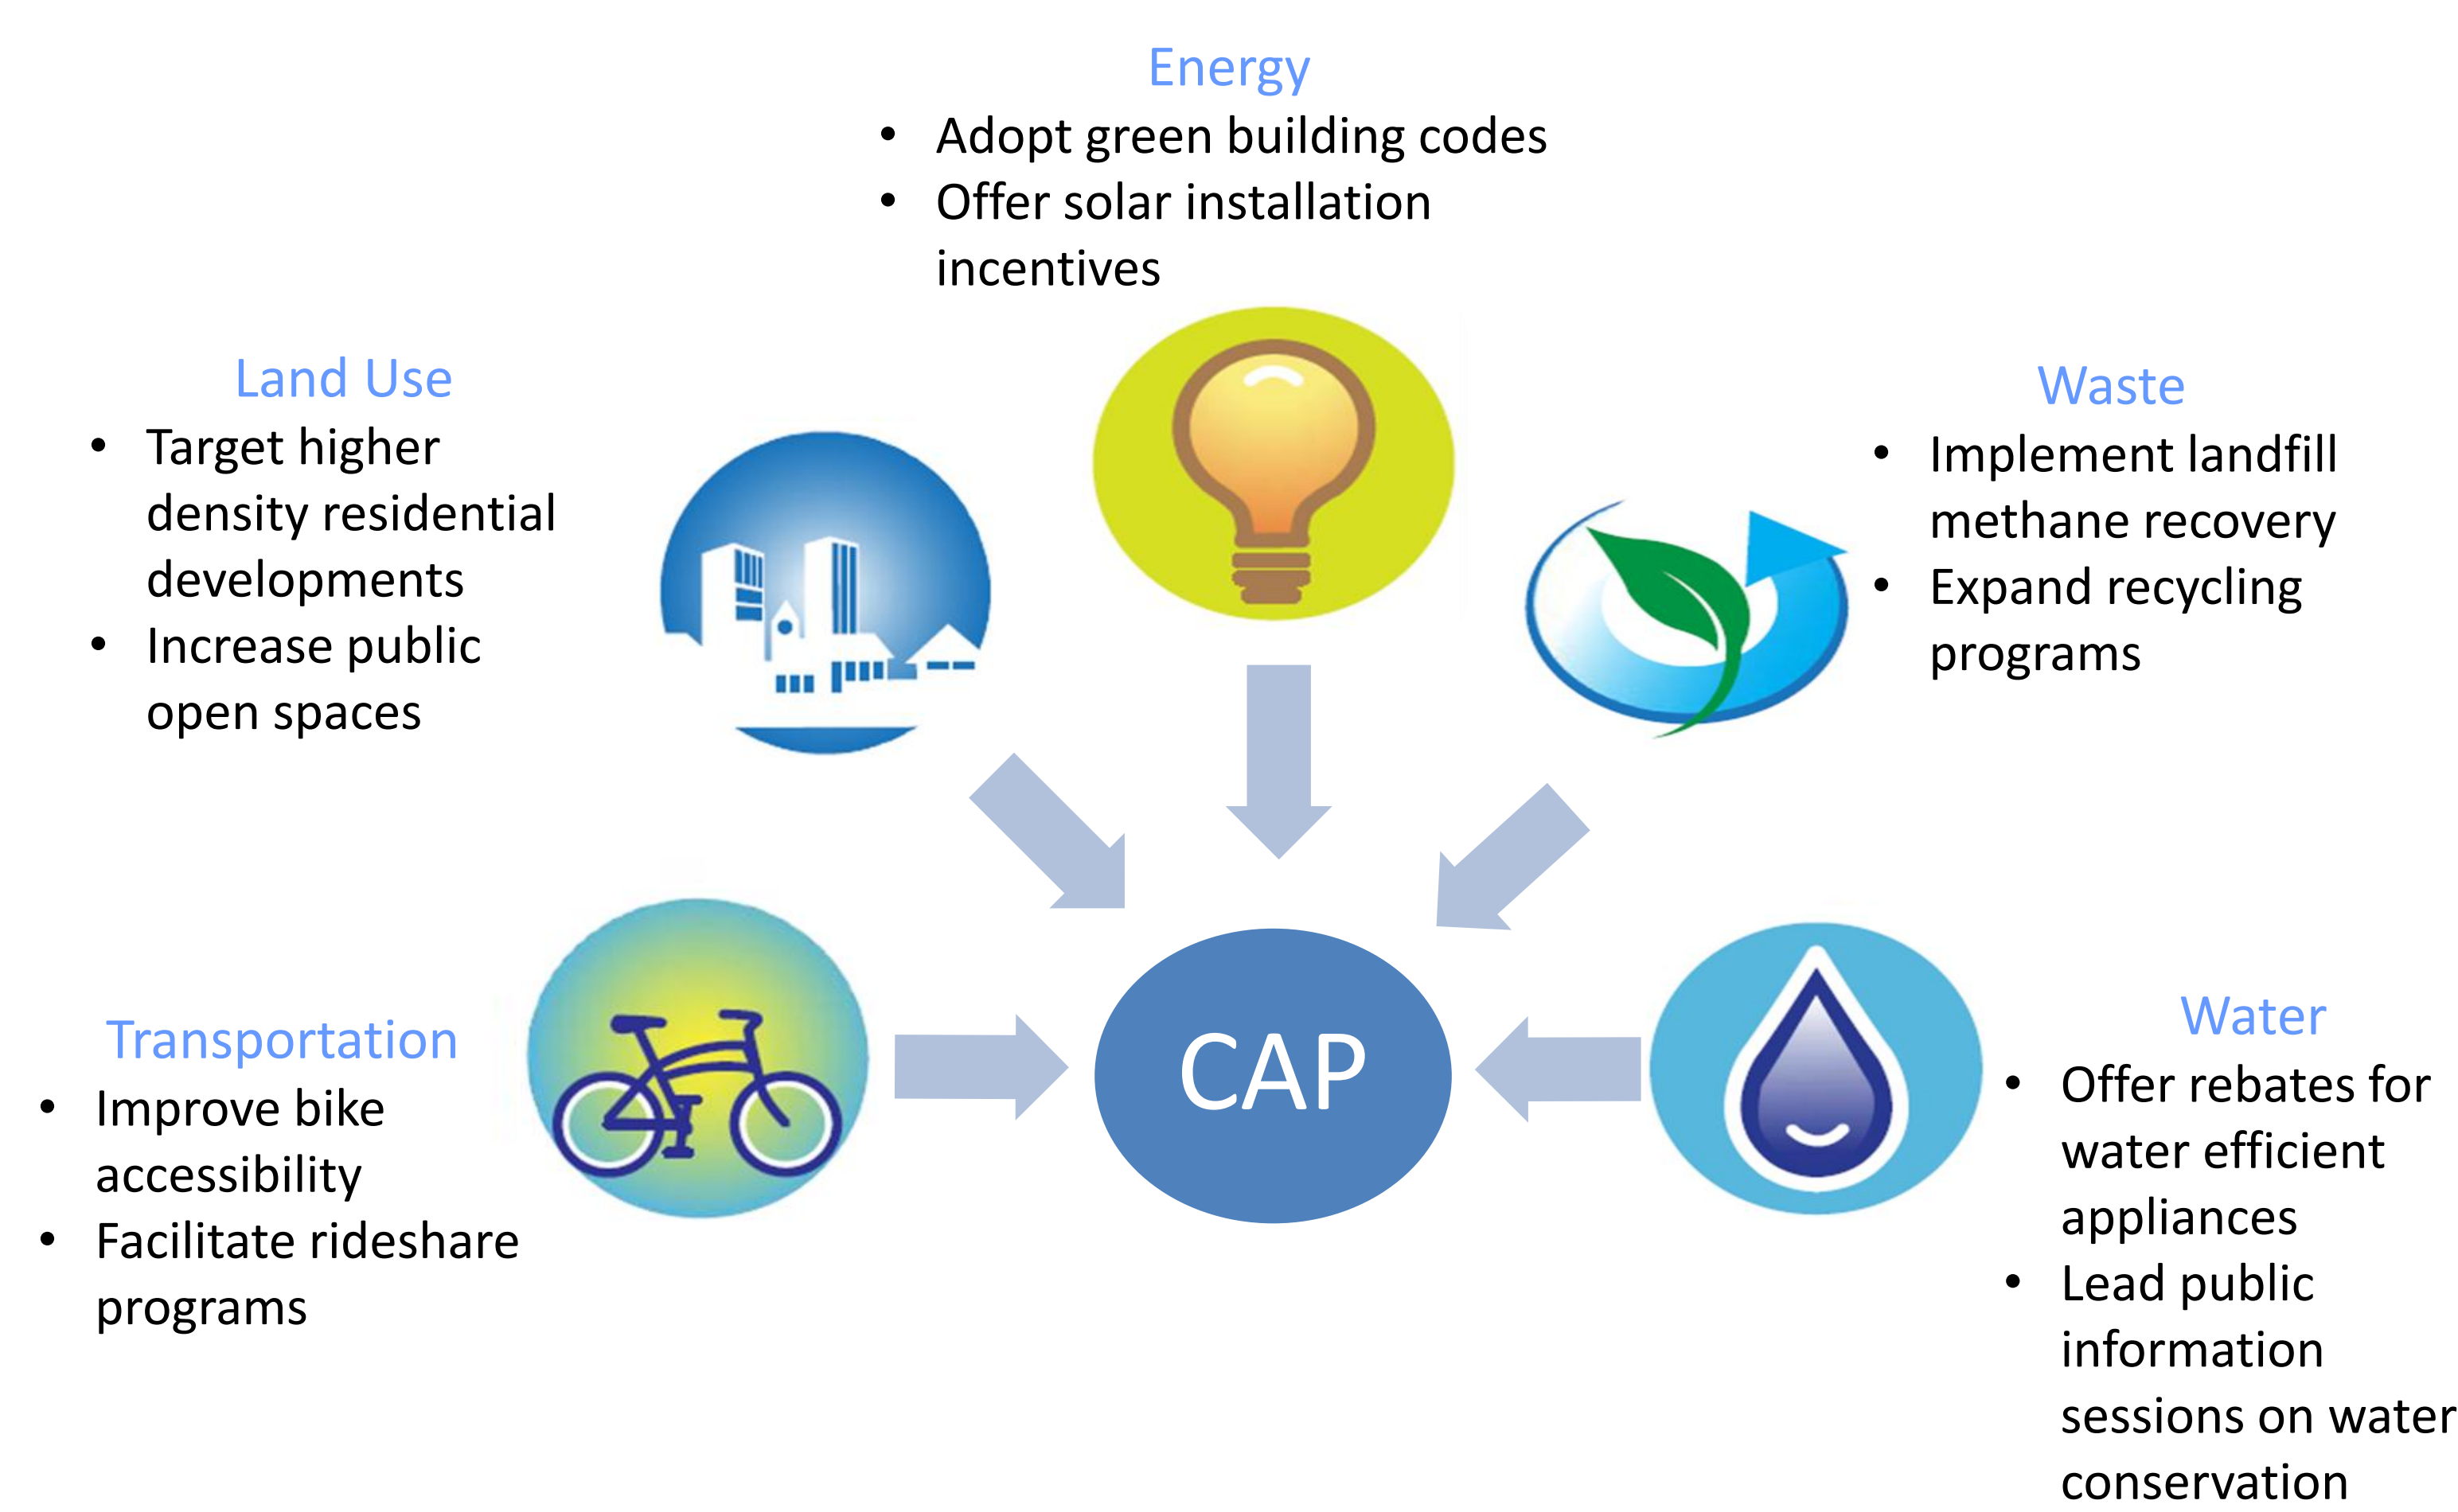 Energy
• Adopt green building codes
• Offer solar installation
incentives
Land Use
• Target higher
density residential
developments
• Increase public
open spaces
Waste
• Implement landfill
methane recovery
• Expand recycling
programs
Transportation
• Improve bike
accessibility
• Facilitate rideshare
programs
CAP
Water
• Offer rebates for
water efficient
appliances
• Lead public
information
sessions on water
conservation